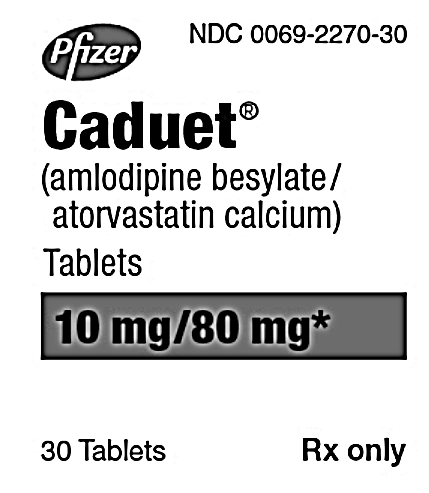 Pfizer
NDC 0069-2270-30
Caduet®
(amlodipine besylate/
atorvastatin calcium)
Tablets
10 mg/80 mg*
30 Tablets
Rx only